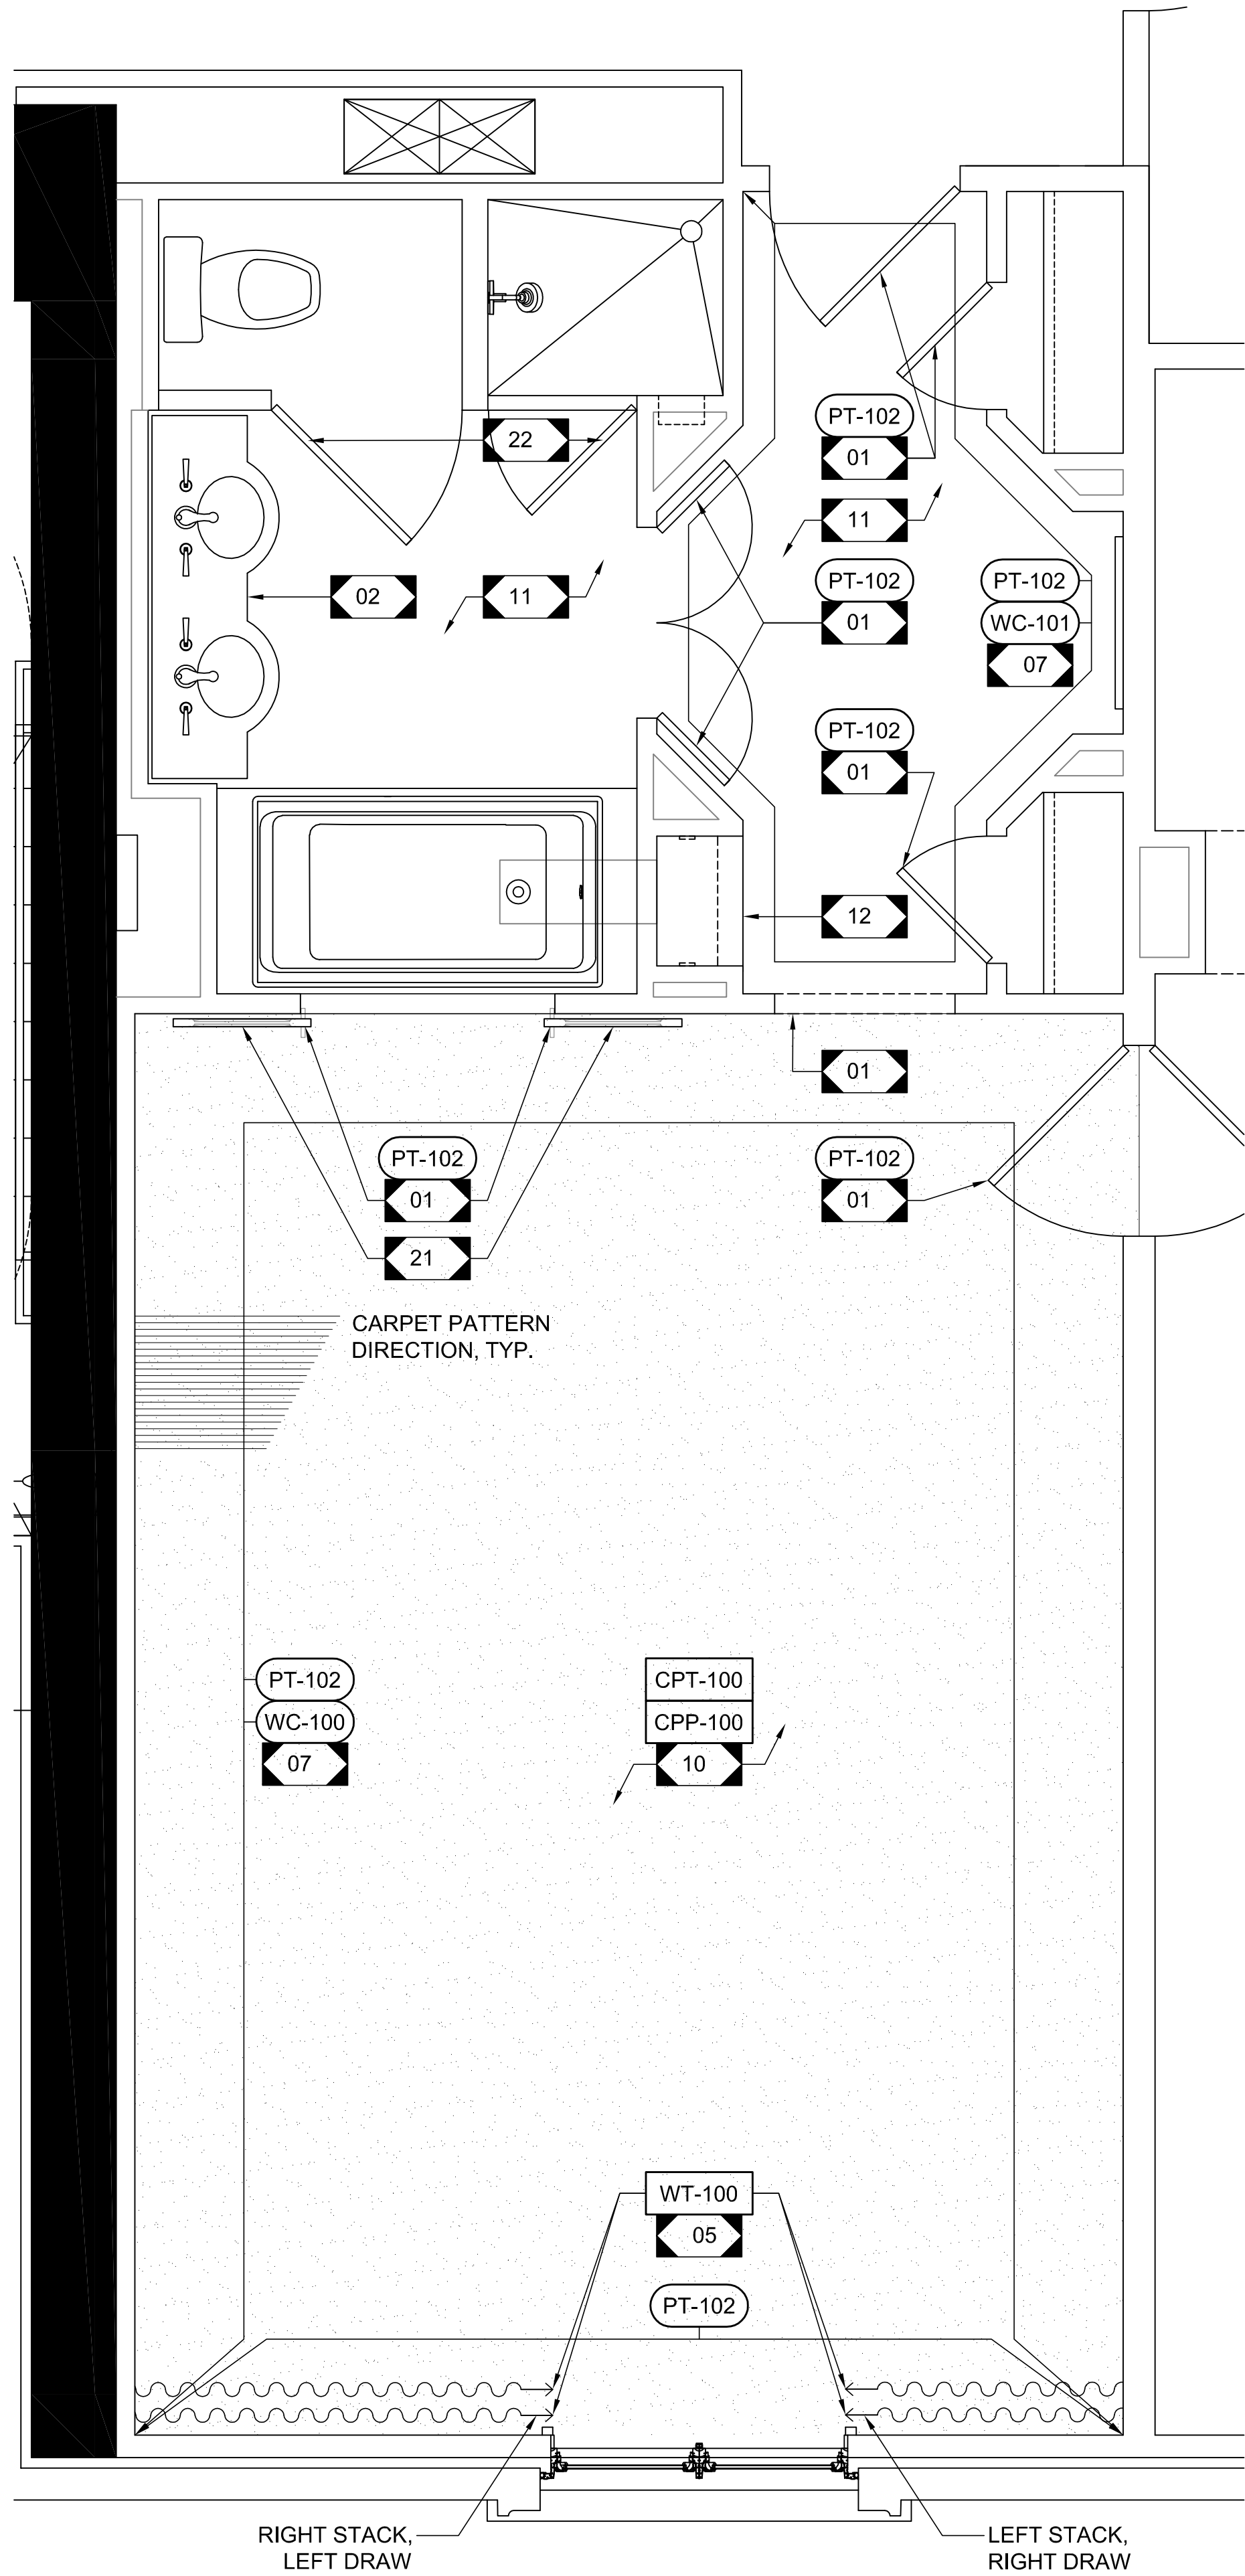 PT-102
01
22
11
PT-102
01
PT-102
WC-101
07
02
11
PT-102
01
12
01
PT-102
01
21
PT-102
01
CARPET PATTERN
DIRECTION, TYP.
PT-102
WC-100
07
CPT-100
CPP-100
10
WT-100
05
PT-102
RIGHT STACK,
LEFT DRAW
LEFT STACK,
RIGHT DRAW